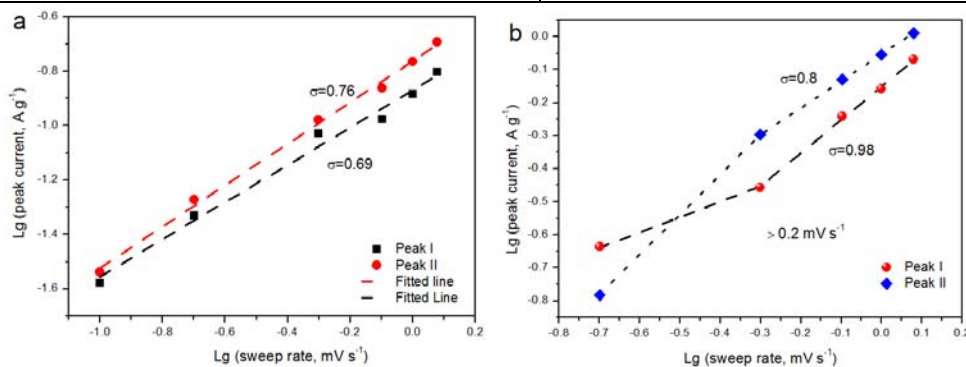 a
-0.6
-0.8
-1.0
-1.2
-1.4
-1.6
Lg (peak current, A g⁻¹)
σ=0.76
σ=0.69
Peak I
Peak II
Fitted line
Fitted Line
-1.0 -0.8 -0.6 -0.4 -0.2 0.0 0.2
Lg (sweep rate, mV s⁻¹)
b
0.0
-0.1
-0.2
-0.3
-0.4
-0.5
-0.6
-0.7
-0.8
Lg (peak current, A g⁻¹)
σ=0.8
σ=0.98
>0.2 mV s⁻¹
Peak I
Peak II
-0.8 -0.7 -0.6 -0.5 -0.4 -0.3 -0.2 -0.1 0.0 0.1 0.2
Lg (sweep rate, mV s⁻¹)